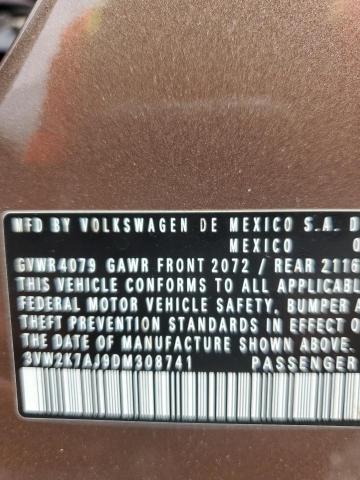 MFD BY VOLKSWAGEN DE MEXICO S.A. D
MEXICO 0
GVWR4079 GAWR FRONT 2072 / REAR 2116
THIS VEHICLE CONFORMS TO ALL APPLICABL
FEDERAL MOTOR VEHICLE SAFETY, BUMPER A
THEFT PREVENTION STANDARDS IN EFFECT O
THE DATE OF MANUFACTURE SHOWN ABOVE.
3VW2K7AJ9DM308741 PASSENGER